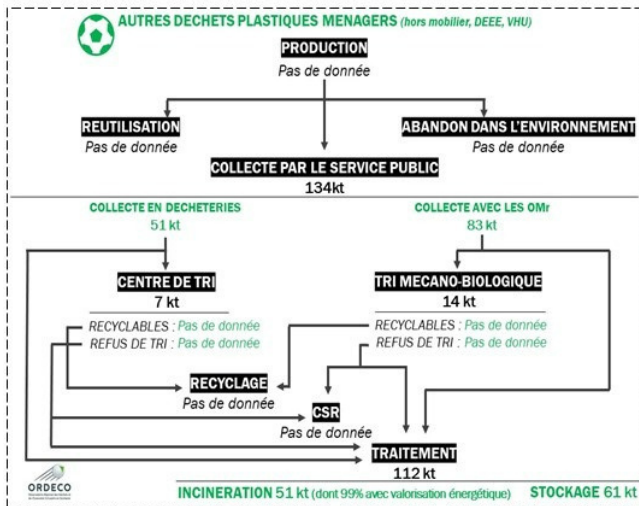 AUTRES DECHETS PLASTIQUES MENAGERS (hors mobilier, DEEE, VHU)
PRODUCTION
Pas de donnée
REUTILISATION
Pas de donnée
ABANDON DANS L'ENVIRONNEMENT
Pas de donnée
COLLECTE PAR LE SERVICE PUBLIC
134kt
COLLECTE EN DECHETERIES
51 kt
COLLECTE AVEC LES OMr
83 kt
CENTRE DE TRI
7 kt
TRI MECANO-BIOLOGIQUE
14 kt
RECYCLABLES : Pas de donnée
REFUS DE TRI : Pas de donnée
RECYCLABLES : Pas de donnée
REFUS DE TRI : Pas de donnée
RECYCLAGE
Pas de donnée
CSR
Pas de donnée
TRAITEMENT
112 kt
ORDECO
INCINERATION 51 kt (dont 99% avec valorisation énergétique) STOCKAGE 61 kt